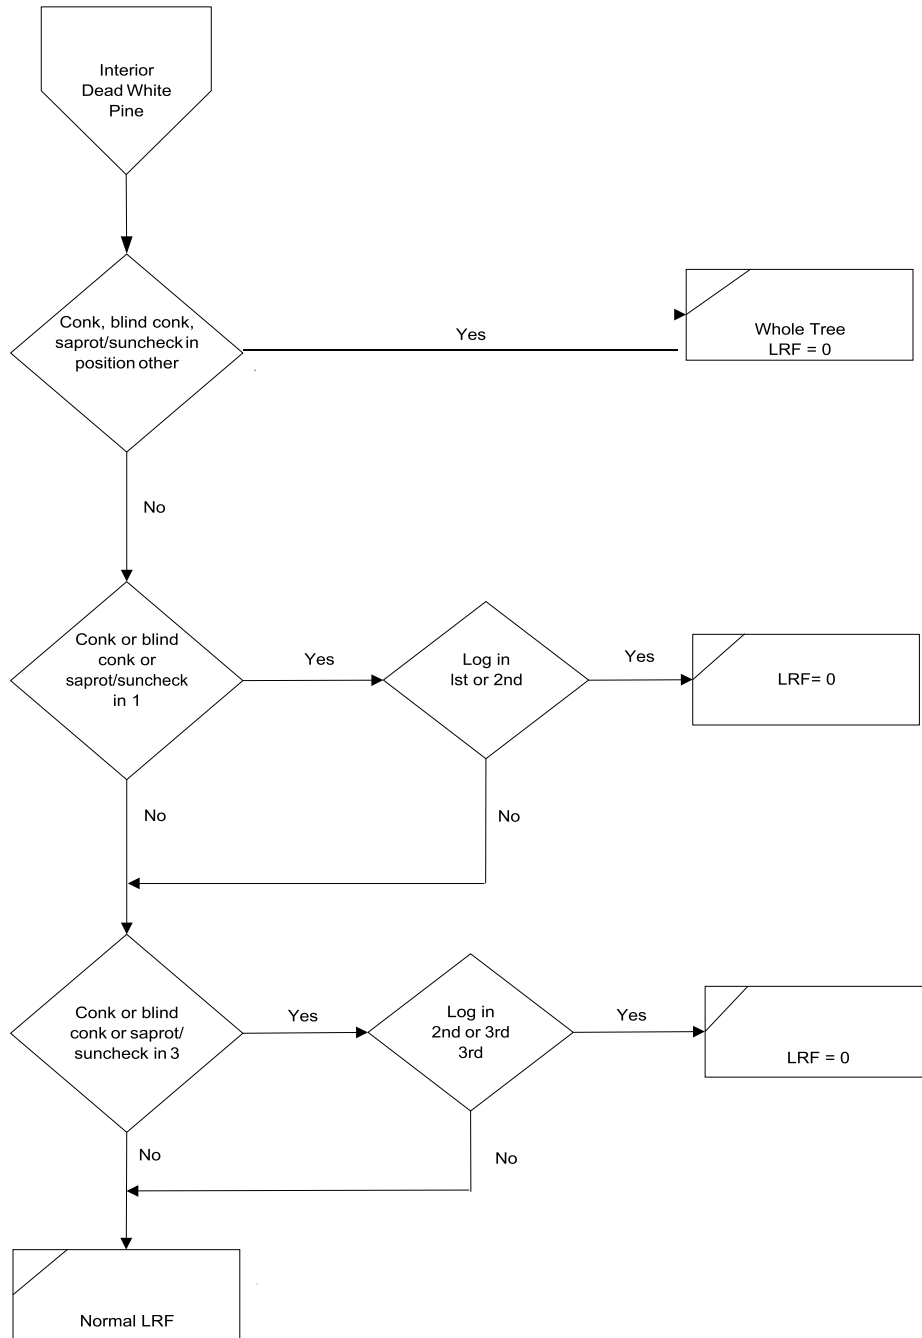 Interior
Dead White
Pine
Conk, blind conk,
saprot/suncheck in
position other
Yes
Whole Tree
LRF = 0
No
Conk or blind
conk or
saprot/suncheck
in 1
Yes
Log in
lst or 2nd
Yes
LRF= 0
No
No
Conk or blind
conk or saprot/
suncheck in 3
Yes
Log in
2nd or 3rd
3rd
Yes
LRF = 0
No
No
Normal LRF